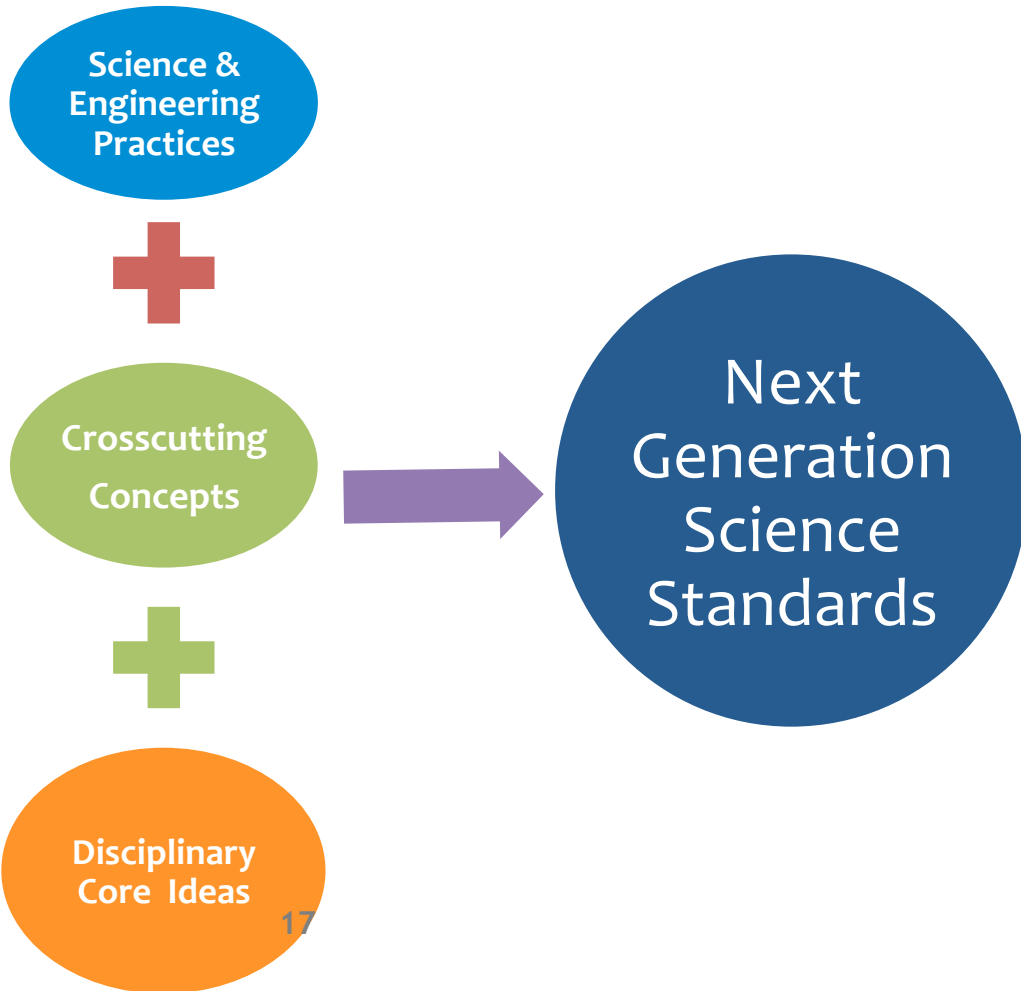 Science &
Engineering
Practices
Crosscutting
Concepts
Next
Generation
Science
Standards
Disciplinary
Core Ideas
17